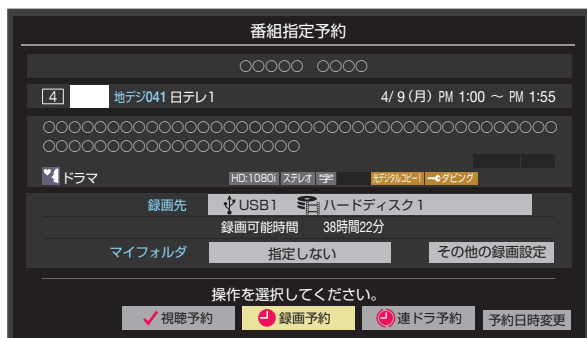 番組指定予約
○○○○○ ○○○○
4 地デジ041 日テレ1 4/ 9(月) PM 1:00 ~ PM 1:55
○○○○○○○○○○○○○○○○○○○○○○○○○○○○○○○○○○○○○○○○
○○○○○○○○○○○○○○○○○○○○
ドラマ HD:1080i ステレオ 字 光デジタルコピー1 ダビング
録画先 USB1 ハードディスク1
録画可能時間 38時間22分
マイフォルダ 指定しない その他の録画設定
操作を選択してください。
視聴予約 録画予約 連ドラ予約 予約日時変更